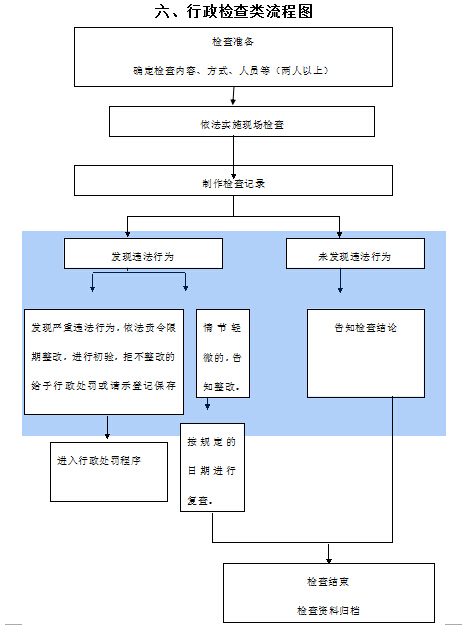 六、行政检查类流程图
检查准备
确定检查内容、方式、人员等（两人以上）
依法实施现场检查
制作检查记录
发现违法行为
未发现违法行为
发现严重违法行为，依法责令限
期整改，进行初验，拒不整改的
给予行政处罚或请示登记保存
情节轻
微的，告
知整改。
告知检查结论
进入行政处罚程序
按规定的
日期进行
复查。
检查结束
检查资料归档